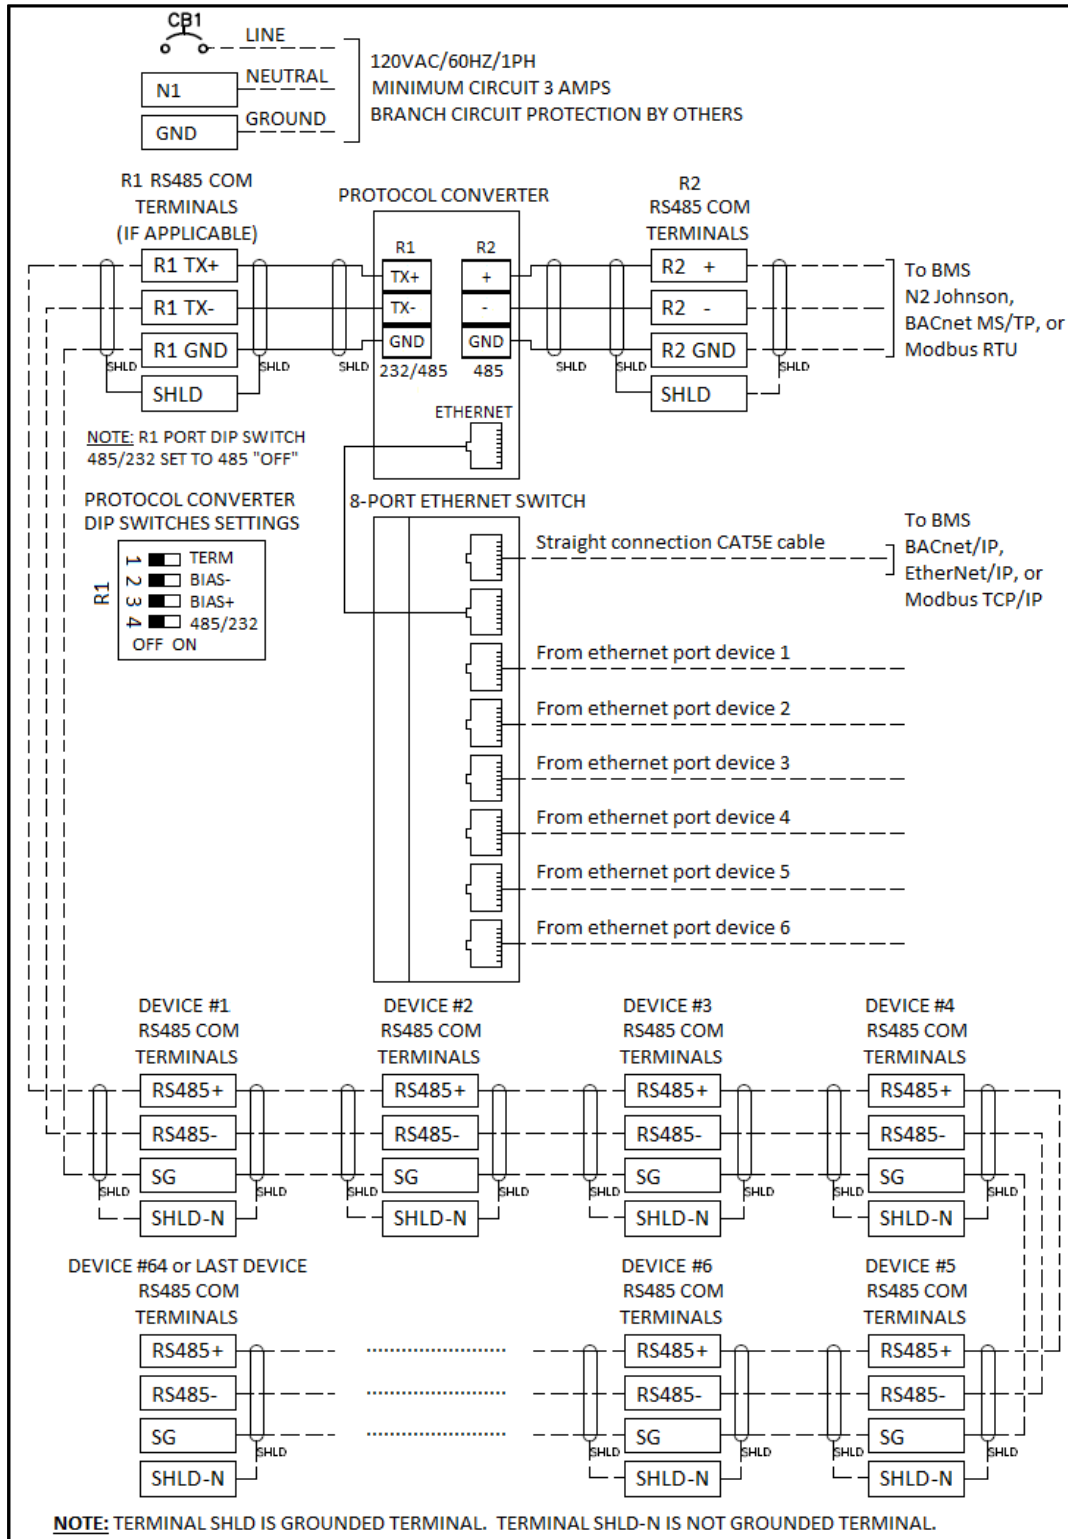 CB1
LINE
N1
NEUTRAL
GND
GROUND
120VAC/60HZ/1PH
MINIMUM CIRCUIT 3 AMPS
BRANCH CIRCUIT PROTECTION BY OTHERS
R1 RS485 COM
TERMINALS
(IF APPLICABLE)
R1 TX+
R1 TX-
R1 GND
SHLD
SHLD
SHLD
SHLD
PROTOCOL CONVERTER
R1
R2
TX+
+
TX-
-
GND
GND
232/485
485
ETHERNET
R2
RS485 COM
TERMINALS
R2 +
R2 -
R2 GND
SHLD
SHLD
SHLD
SHLD
To BMS
N2 Johnson,
BACnet MS/TP, or
Modbus RTU
NOTE: R1 PORT DIP SWITCH
485/232 SET TO 485 "OFF"
PROTOCOL CONVERTER
DIP SWITCHES SETTINGS
R1
1 TERM
2 BIAS-
3 BIAS+
4 485/232
OFF ON
8-PORT ETHERNET SWITCH
Straight connection CAT5E cable
To BMS
BACnet/IP,
EtherNet/IP, or
Modbus TCP/IP
From ethernet port device 1
From ethernet port device 2
From ethernet port device 3
From ethernet port device 4
From ethernet port device 5
From ethernet port device 6
DEVICE #1
RS485 COM
TERMINALS
RS485+
RS485-
SG
SHLD-N
SHLD
SHLD
DEVICE #2
RS485 COM
TERMINALS
RS485+
RS485-
SG
SHLD-N
SHLD
SHLD
DEVICE #3
RS485 COM
TERMINALS
RS485+
RS485-
SG
SHLD-N
SHLD
SHLD
DEVICE #4
RS485 COM
TERMINALS
RS485+
RS485-
SG
SHLD-N
SHLD
SHLD
DEVICE #64 or LAST DEVICE
RS485 COM
TERMINALS
RS485+
RS485-
SG
SHLD-N
SHLD
DEVICE #6
RS485 COM
TERMINALS
RS485+
RS485-
SG
SHLD-N
SHLD
SHLD
DEVICE #5
RS485 COM
TERMINALS
RS485+
RS485-
SG
SHLD-N
SHLD
SHLD
NOTE: TERMINAL SHLD IS GROUNDED TERMINAL. TERMINAL SHLD-N IS NOT GROUNDED TERMINAL.